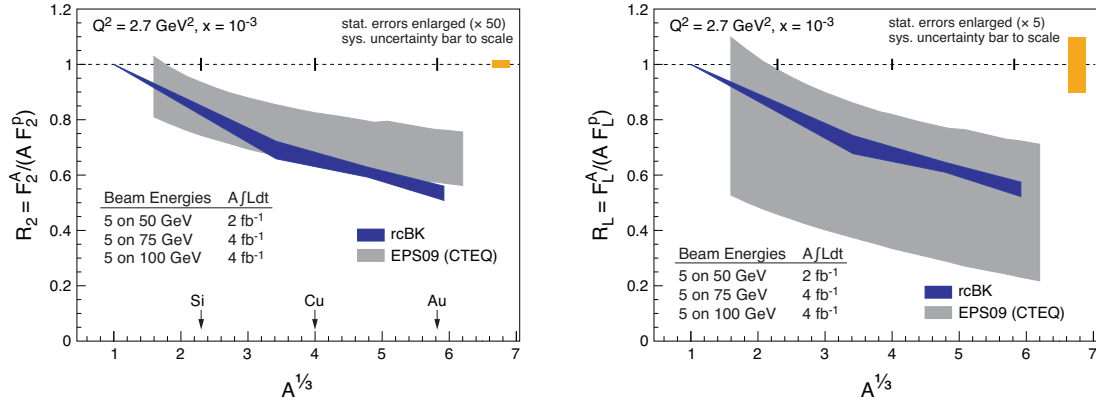 Q² = 2.7 GeV², x = 10⁻³
stat. errors enlarged (× 50)
sys. uncertainty bar to scale
1.2
1
0.8
0.6
0.4
0.2
0
R₂ = F₂ᴬ/(A F₂ᵖ)
Beam Energies A∫Ldt
5 on 50 GeV 2 fb⁻¹
5 on 75 GeV 4 fb⁻¹
5 on 100 GeV 4 fb⁻¹
rcBK
EPS09 (CTEQ)
Si Cu Au
1 2 3 4 5 6 7
A^⅓
Q² = 2.7 GeV², x = 10⁻³
stat. errors enlarged (× 5)
sys. uncertainty bar to scale
1.2
1
0.8
0.6
0.4
0.2
0
R_L = F_Lᴬ/(A F_Lᵖ)
Beam Energies A∫Ldt
5 on 50 GeV 2 fb⁻¹
5 on 75 GeV 4 fb⁻¹
5 on 100 GeV 4 fb⁻¹
rcBK
EPS09 (CTEQ)
1 2 3 4 5 6 7
A^⅓